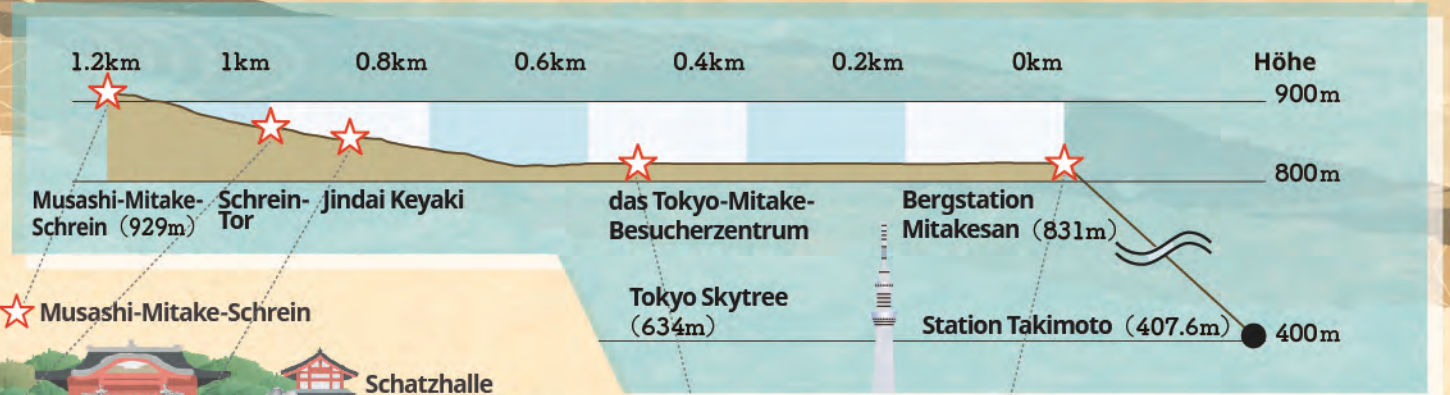 1.2km 1km 0.8km 0.6km 0.4km 0.2km 0km Höhe
900m
800m
Musashi-Mitake-
Schrein（929m）
Schrein-
Tor
Jindai Keyaki
das Tokyo-Mitake-
Besucherzentrum
Bergstation
Mitakesan（831m）
Tokyo Skytree
（634m）
Station Takimoto（407.6m）
400m
Musashi-Mitake-Schrein
Schatzhalle